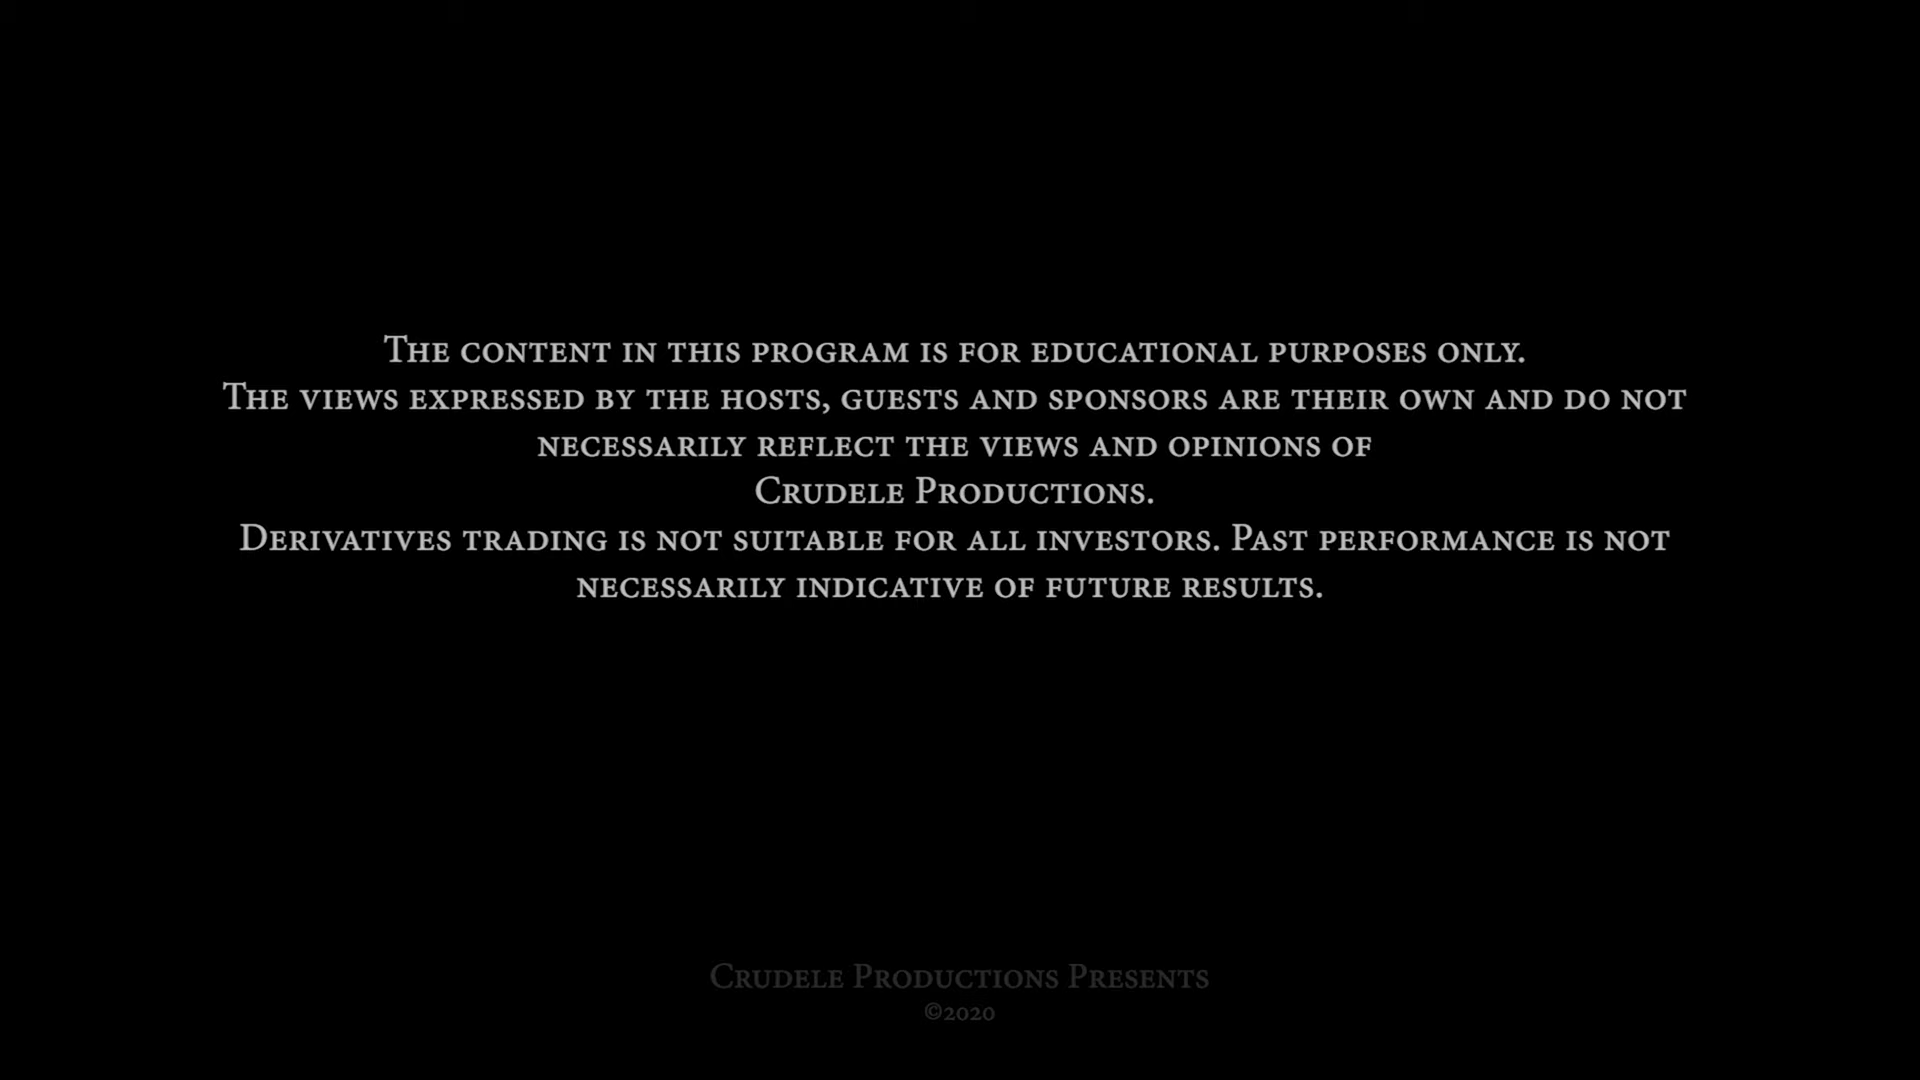 The content in this program is for educational purposes only.
The views expressed by the hosts, guests and sponsors are their own and do not
necessarily reflect the views and opinions of
Crudele Productions.
Derivatives trading is not suitable for all investors. Past performance is not
necessarily indicative of future results.
Crudele Productions Presents
©2020